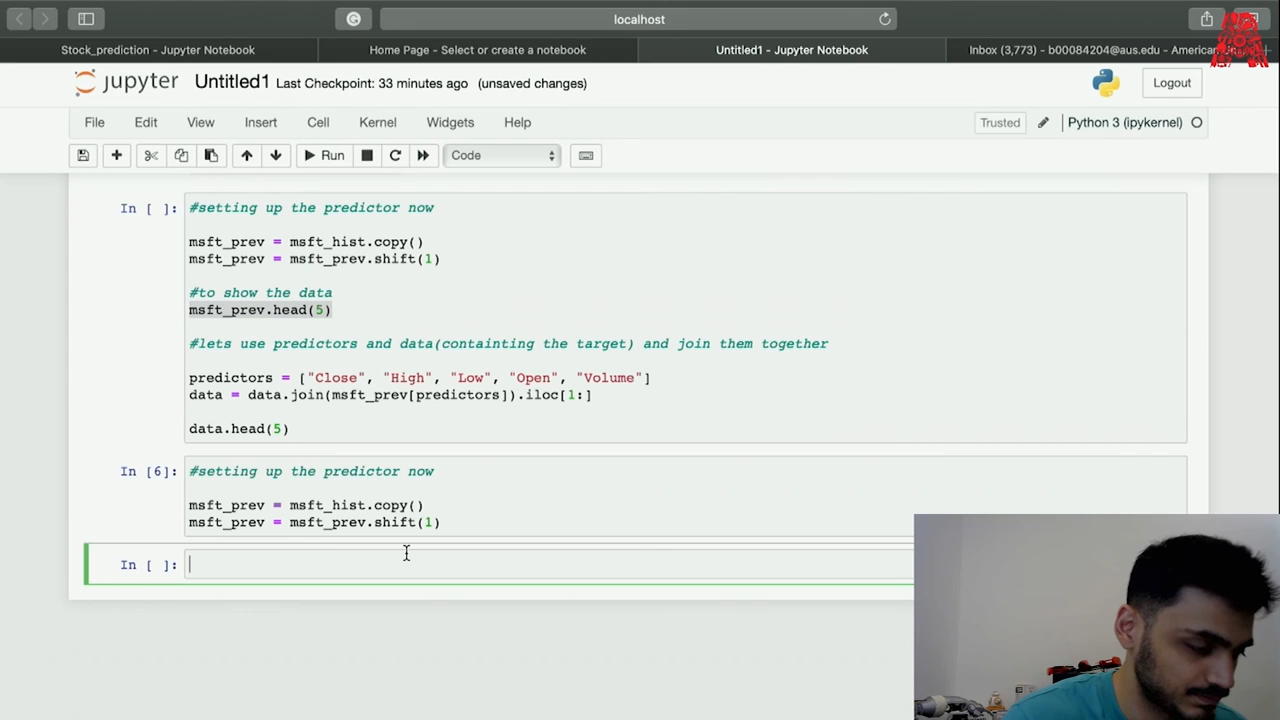 localhost
Stock_prediction - Jupyter Notebook
Home Page - Select or create a notebook
Untitled1 - Jupyter Notebook
Inbox (3,773) - b00084204@aus.edu - American
jupyter Untitled1 Last Checkpoint: 33 minutes ago (unsaved changes)
Logout
File Edit View Insert Cell Kernel Widgets Help
Trusted
Python 3 (ipykernel)
Run
Code
In [ ]:
#setting up the predictor now
msft_prev = msft_hist.copy()
msft_prev = msft_prev.shift(1)
#to show the data
msft_prev.head(5)
#lets use predictors and data(containting the target) and join them together
predictors = ["Close", "High", "Low", "Open", "Volume"]
data = data.join(msft_prev[predictors]).iloc[1:]
data.head(5)
In [6]:
#setting up the predictor now
msft_prev = msft_hist.copy()
msft_prev = msft_prev.shift(1)
In [ ]: